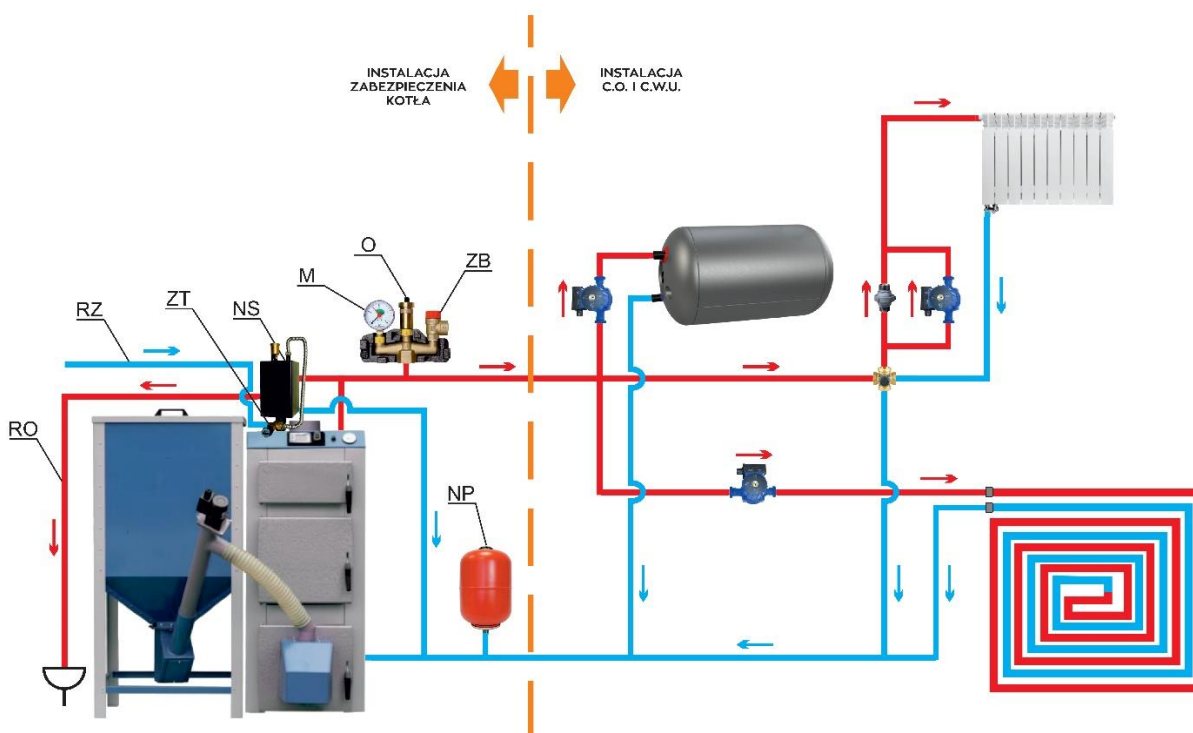 INSTALACJA
ZABEZPIECZENIA
KOTŁA
INSTALACJA
C.O. I C.W.U.
O
ZB
M
ZT
NS
RZ
RO
NP